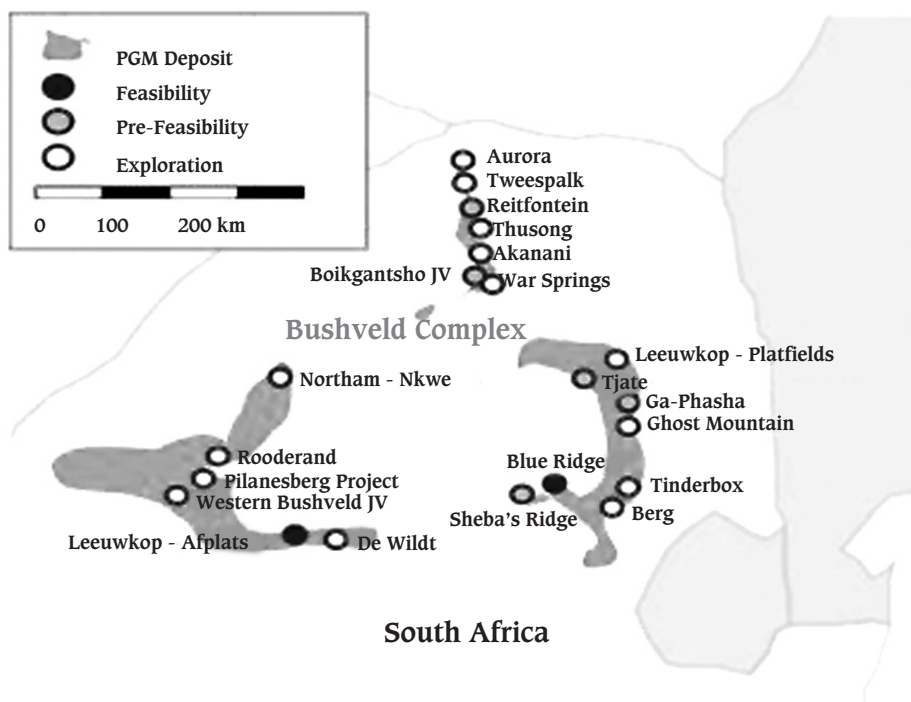 PGM Deposit
Feasibility
Pre-Feasibility
Exploration
0 100 200 km
Aurora
Tweespalk
Reitfontein
Thusong
Akanani
Boikgantsho JV
War Springs
Bushveld Complex
Leeuwkop - Platfields
Northam - Nkwe
Tjate
Ga-Phasha
Ghost Mountain
Rooderand
Blue Ridge
Pilanesberg Project
Tinderbox
Western Bushveld JV
Sheba's Ridge
Berg
Leeuwkop - Afplats
De Wildt
South Africa